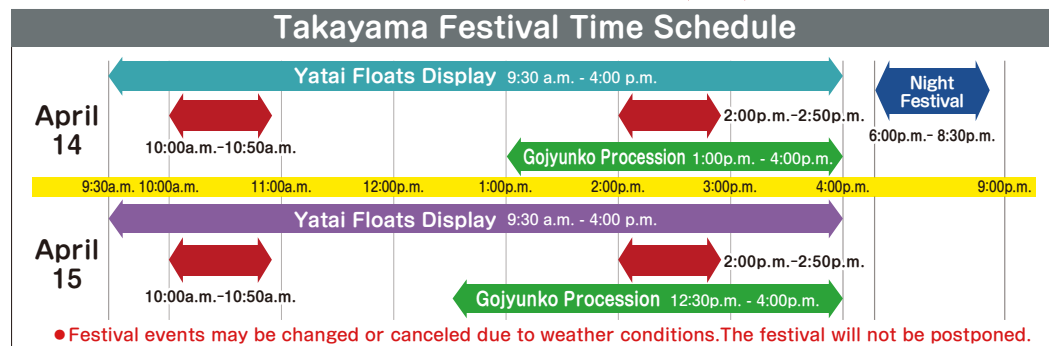 Takayama Festival Time Schedule
Yatai Floats Display 9:30 a.m. - 4:00 p.m.
Night
Festival
April
14
2:00p.m.-2:50p.m.
6:00p.m.- 8:30p.m.
10:00a.m.-10:50a.m.
Gojyunko Procession 1:00p.m. - 4:00p.m.
9:30a.m. 10:00a.m. 11:00a.m. 12:00p.m. 1:00p.m. 2:00p.m. 3:00p.m. 4:00p.m. 9:00p.m.
Yatai Floats Display 9:30 a.m. - 4:00 p.m.
April
15
2:00p.m.-2:50p.m.
10:00a.m.-10:50a.m.
Gojyunko Procession 12:30p.m. - 4:00p.m.
●Festival events may be changed or canceled due to weather conditions.The festival will not be postponed.